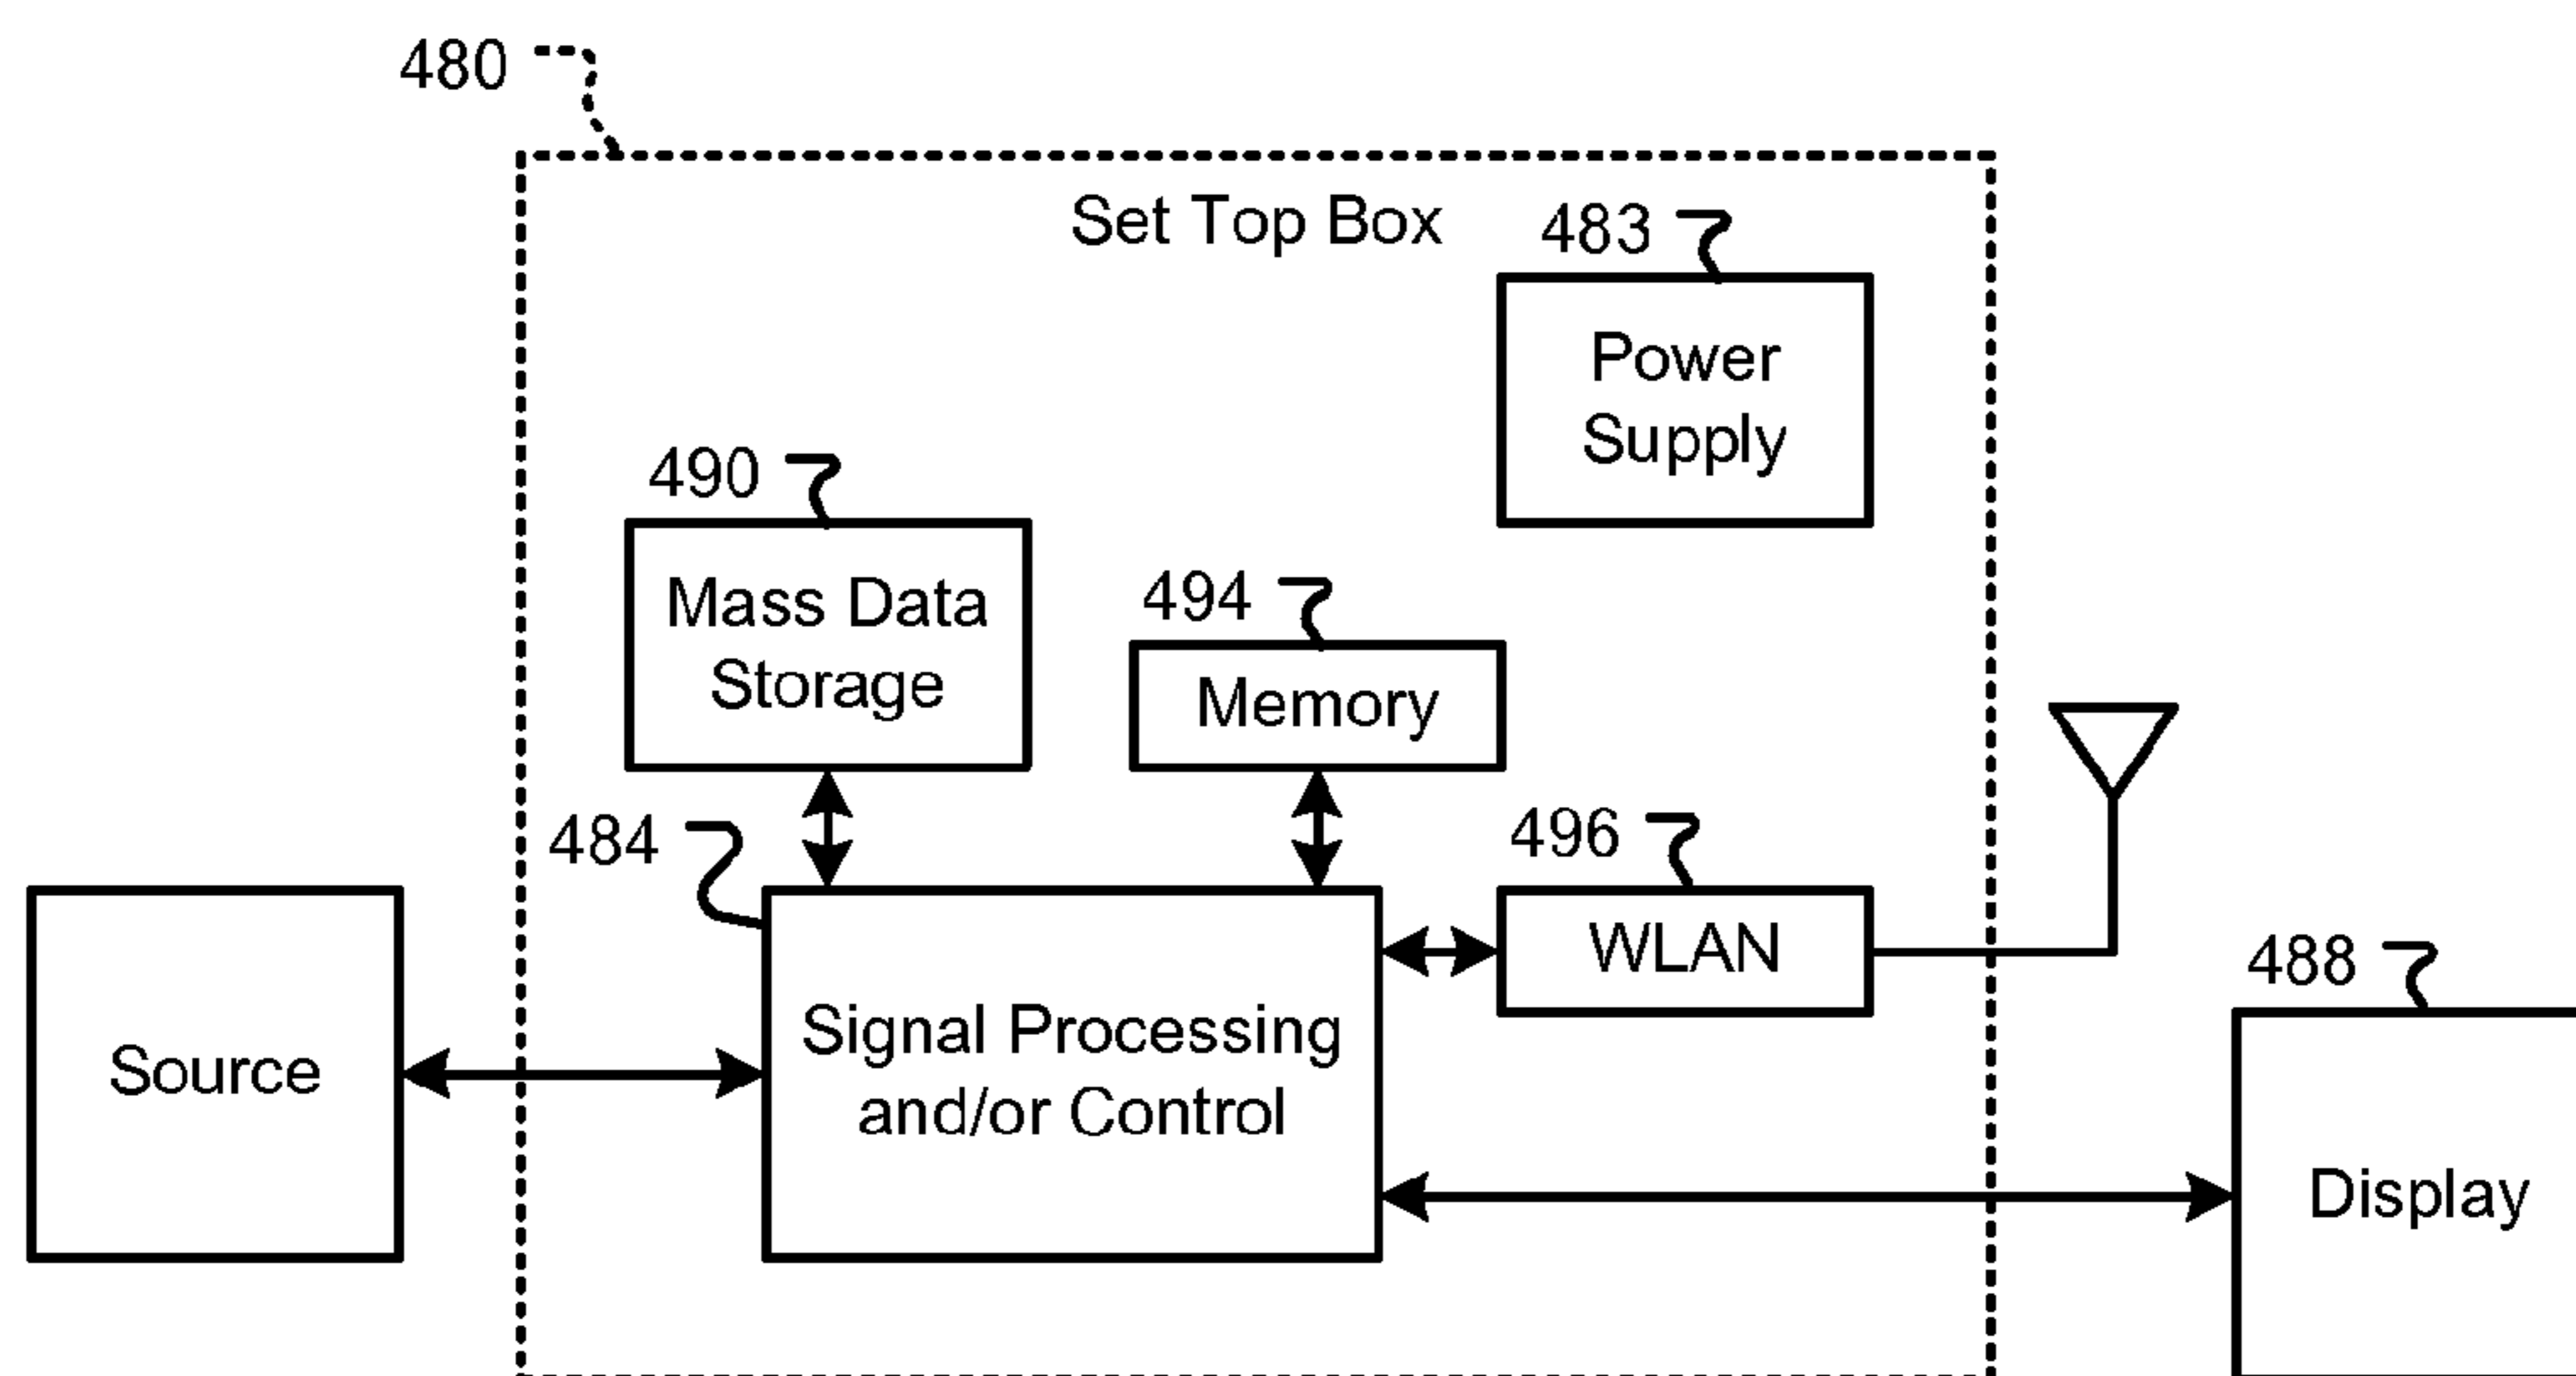 480
Set Top Box
483
Power
Supply
490
Mass Data
Storage
494
Memory
484
496
WLAN
488
Source
Signal Processing
and/or Control
Display